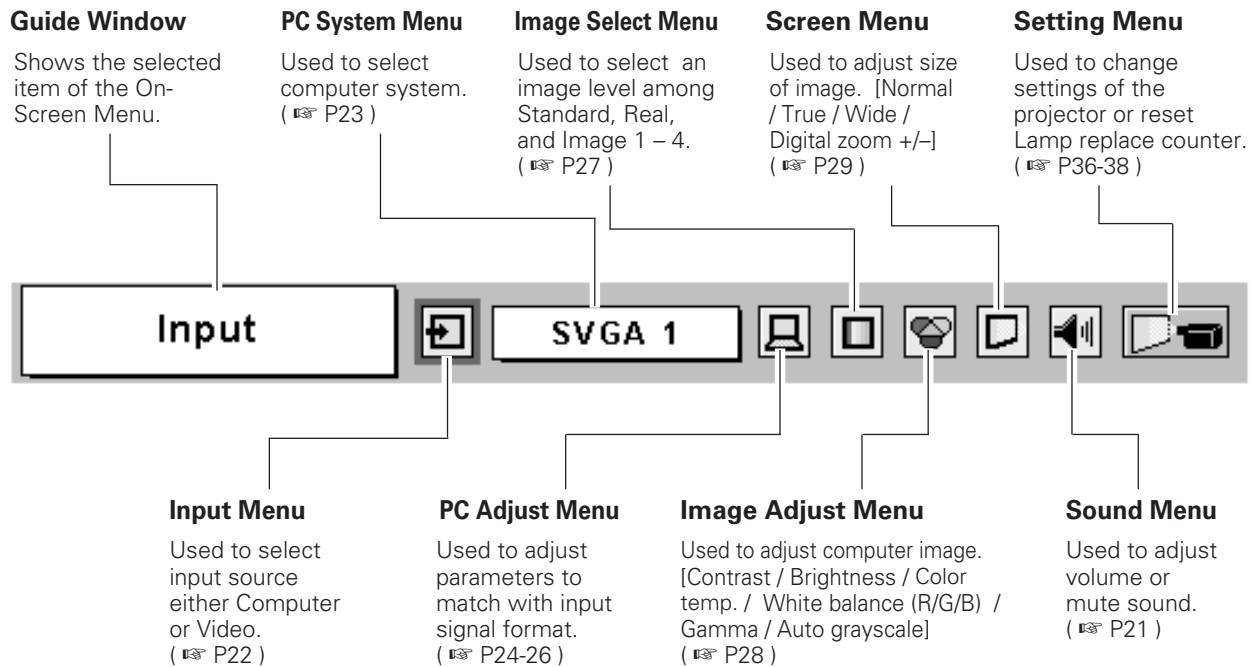 Guide Window
Shows the selected
item of the On-
Screen Menu.
PC System Menu
Used to select
computer system.
( ☞ P23 )
Image Select Menu
Used to select an
image level among
Standard, Real,
and Image 1 – 4.
( ☞ P27 )
Screen Menu
Used to adjust size
of image. [Normal
/ True / Wide /
Digital zoom +/–]
( ☞ P29 )
Setting Menu
Used to change
settings of the
projector or reset
Lamp replace counter.
( ☞ P36-38 )
Input
SVGA 1
Input Menu
Used to select
input source
either Computer
or Video.
( ☞ P22 )
PC Adjust Menu
Used to adjust
parameters to
match with input
signal format.
( ☞ P24-26 )
Image Adjust Menu
Used to adjust computer image.
[Contrast / Brightness / Color
temp. / White balance (R/G/B) /
Gamma / Auto grayscale]
( ☞ P28 )
Sound Menu
Used to adjust
volume or
mute sound.
( ☞ P21 )